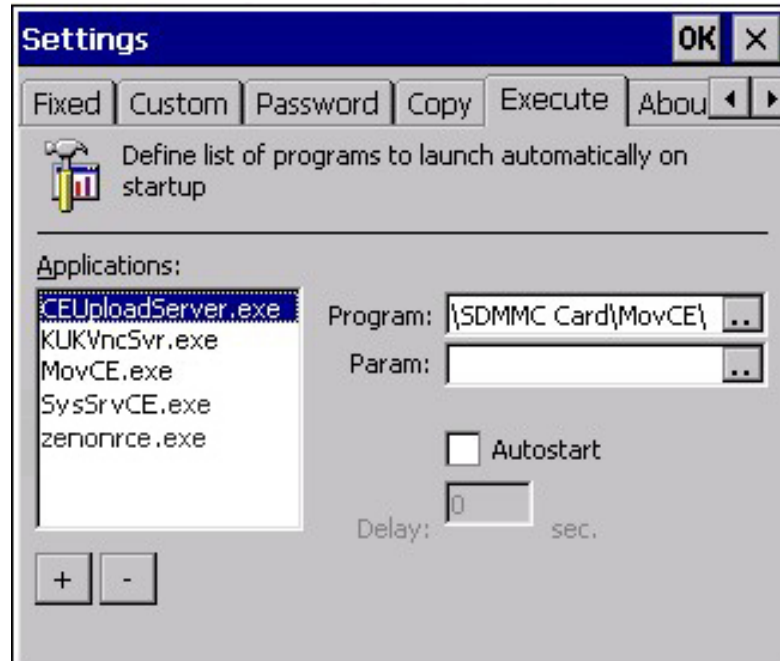 Settings OK ×
Fixed Custom Password Copy Execute Abou
Define list of programs to launch automatically on
startup
Applications:
CEUploadServer.exe
KUKVncSvr.exe
MovCE.exe
SysSrvCE.exe
zenonrce.exe
Program: \SDMMC Card\MovCE\ ..
Param: ..
Autostart
Delay: 0 sec.
+ -